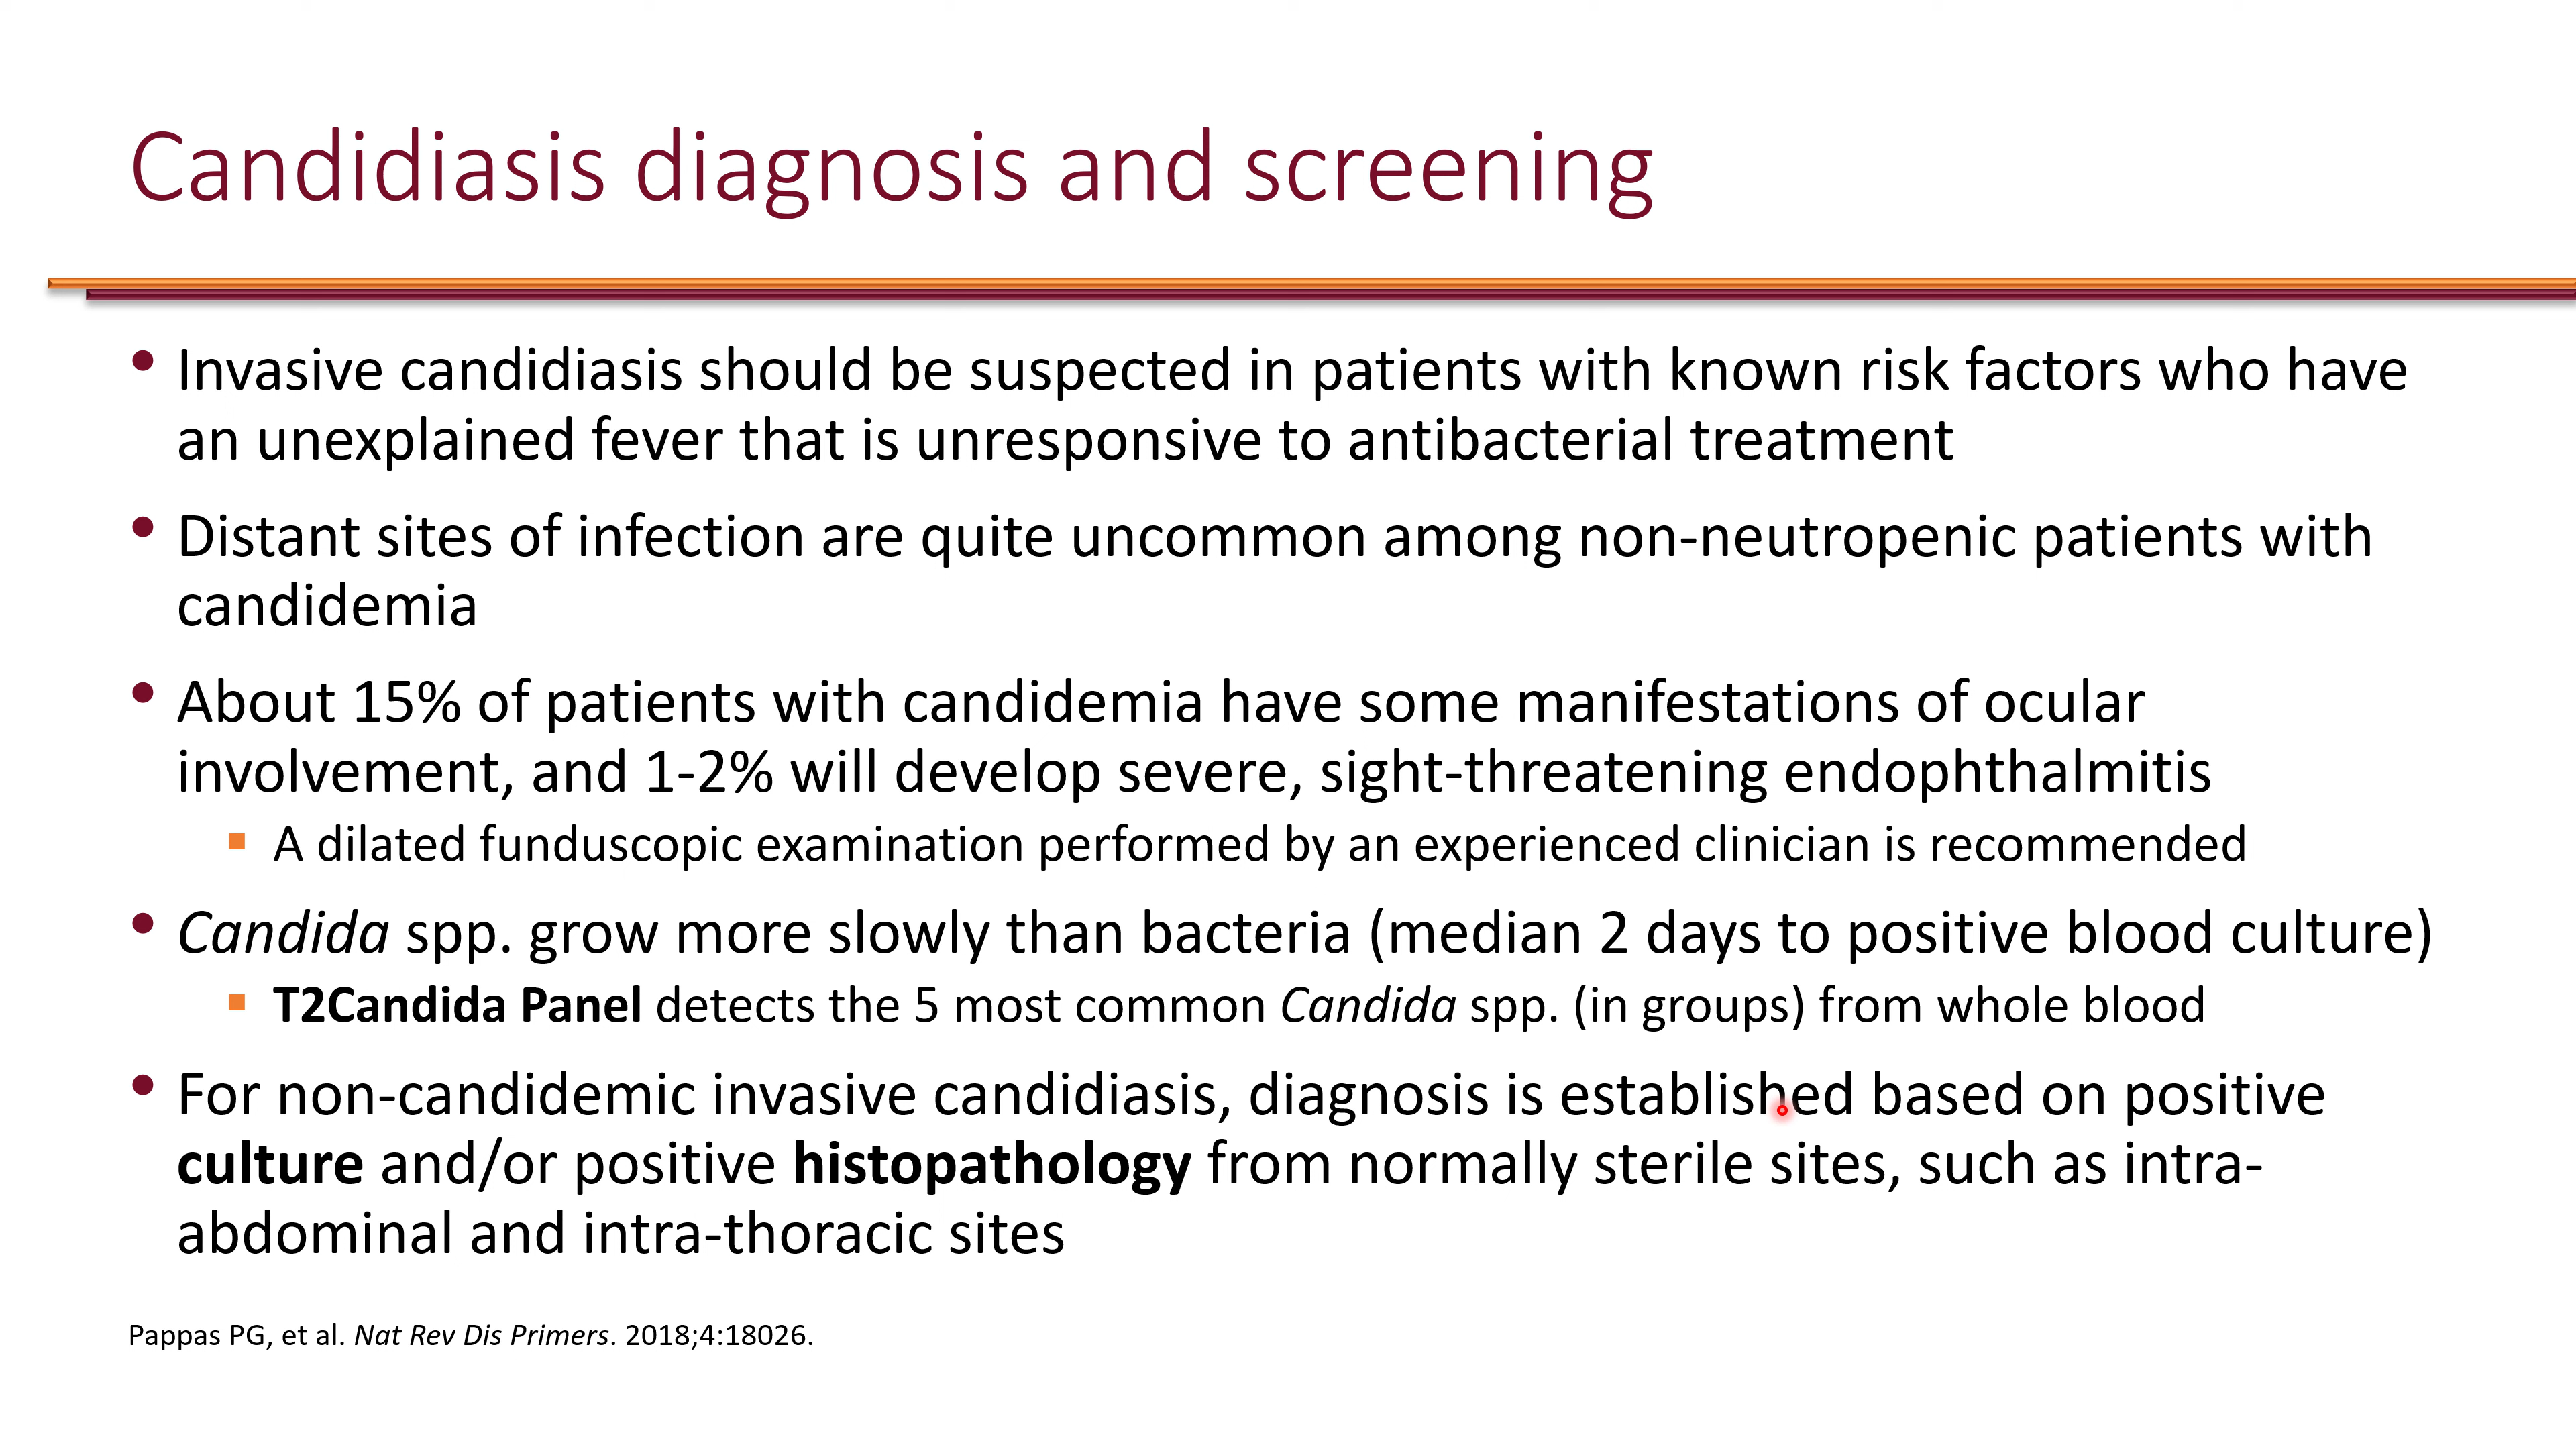 Candidiasis diagnosis and screening
• Invasive candidiasis should be suspected in patients with known risk factors who have
an unexplained fever that is unresponsive to antibacterial treatment
• Distant sites of infection are quite uncommon among non-neutropenic patients with
candidemia
• About 15% of patients with candidemia have some manifestations of ocular
involvement, and 1-2% will develop severe, sight-threatening endophthalmitis
▪ A dilated funduscopic examination performed by an experienced clinician is recommended
• Candida spp. grow more slowly than bacteria (median 2 days to positive blood culture)
▪ T2Candida Panel detects the 5 most common Candida spp. (in groups) from whole blood
• For non-candidemic invasive candidiasis, diagnosis is established based on positive
culture and/or positive histopathology from normally sterile sites, such as intra-
abdominal and intra-thoracic sites
Pappas PG, et al. Nat Rev Dis Primers. 2018;4:18026.